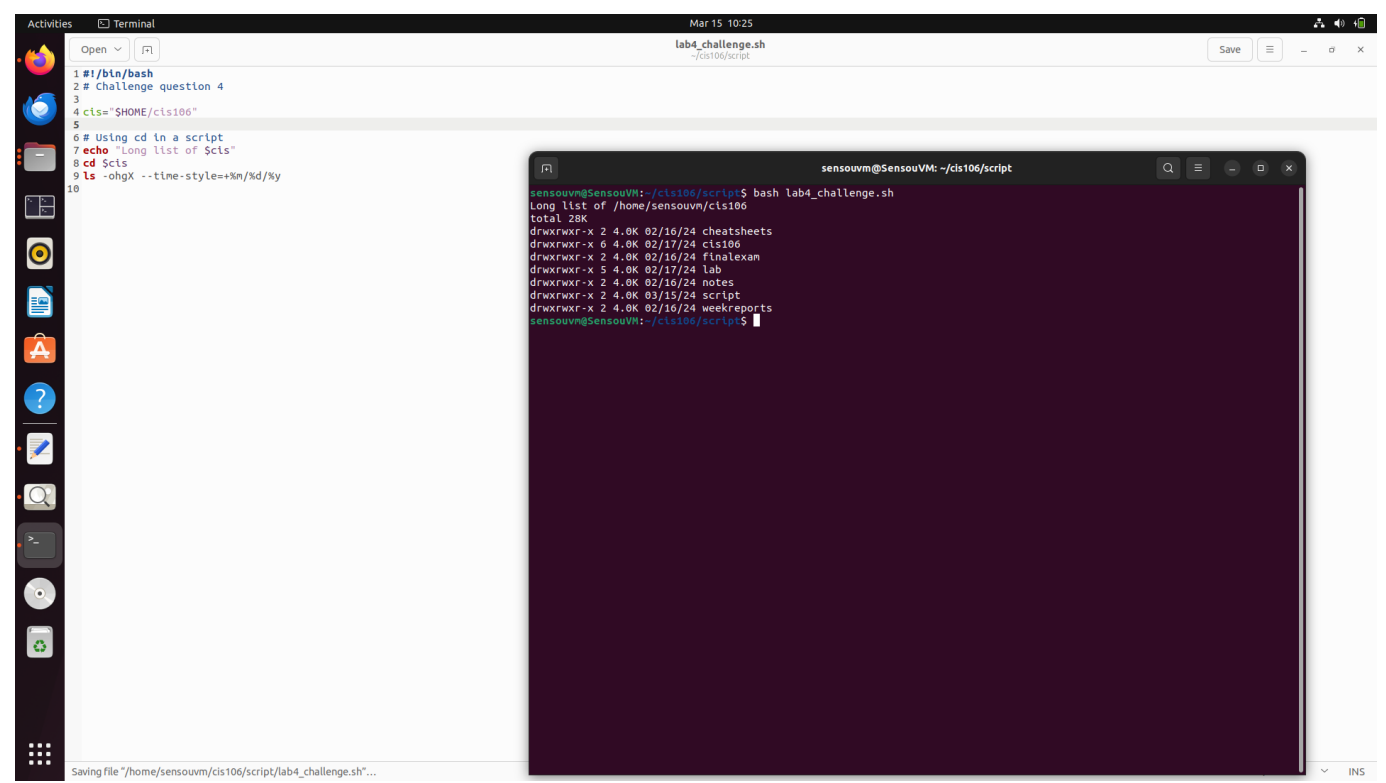 Activities Terminal Mar 15 10:25
Open lab4_challenge.sh Save
~/cis106/script
1 #!/bin/bash
2 # Challenge question 4
3
4 cis="$HOME/cis106"
5
6 # Using cd in a script
7 echo "Long list of $cis"
8 cd $cis
9 ls -ohgX --time-style=+%m/%d/%y
10
sensouvm@SensouVM: ~/cis106/script
sensouvm@SensouVM:~/cis106/script$ bash lab4_challenge.sh
Long list of /home/sensouvm/cis106
total 28K
drwxrwxr-x 2 4.0K 02/16/24 cheatsheets
drwxrwxr-x 6 4.0K 02/17/24 cis106
drwxrwxr-x 2 4.0K 02/16/24 finalexam
drwxrwxr-x 5 4.0K 02/17/24 lab
drwxrwxr-x 2 4.0K 02/16/24 notes
drwxrwxr-x 2 4.0K 03/15/24 script
drwxrwxr-x 2 4.0K 02/16/24 weekreports
sensouvm@SensouVM:~/cis106/script$
Saving file "/home/sensouvm/cis106/script/lab4_challenge.sh"... INS